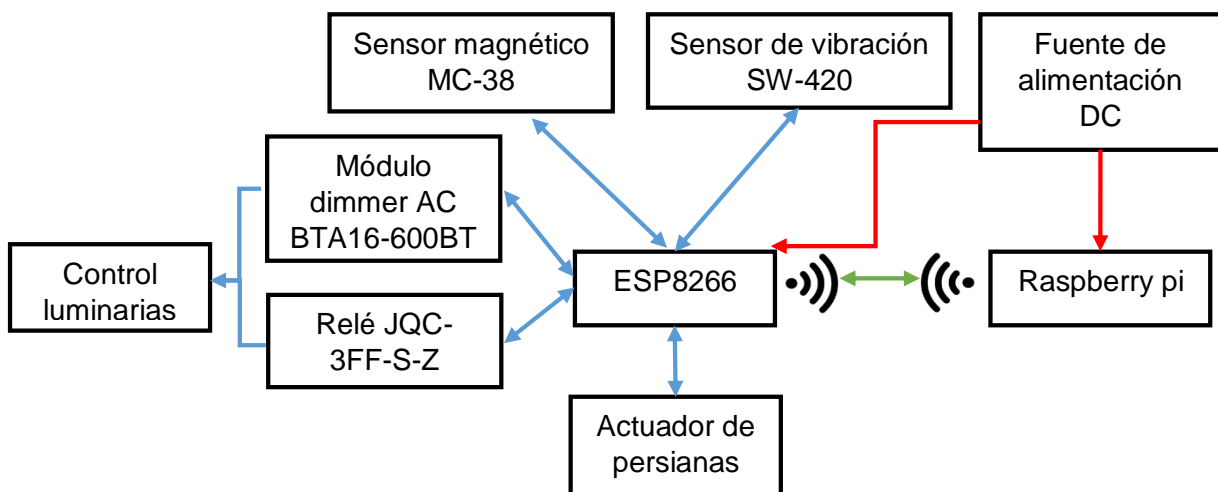 Sensor magnético
MC-38
Sensor de vibración
SW-420
Fuente de
alimentación
DC
Módulo
dimmer AC
BTA16-600BT
Control
luminarias
ESP8266
Raspberry pi
Relé JQC-
3FF-S-Z
Actuador de
persianas